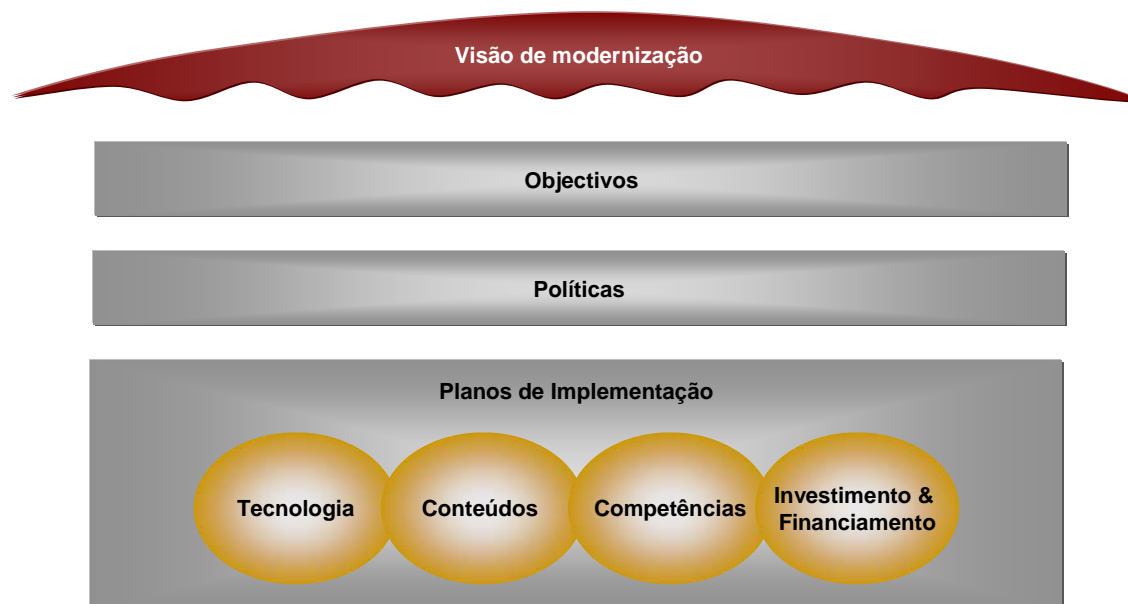 Visão de modernização
Objectivos
Políticas
Planos de Implementação
Tecnologia
Conteúdos
Competências
Investimento &
Financiamento